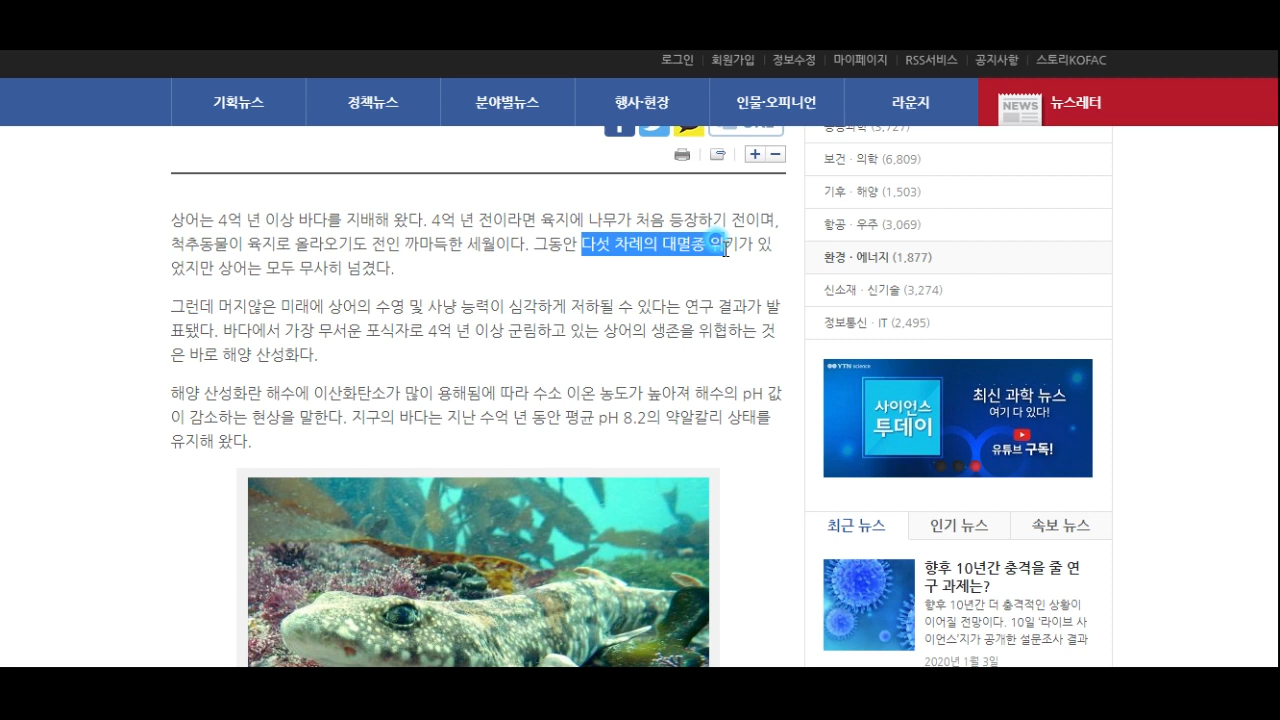 로그인 회원가입 정보수정 마이페이지 RSS서비스 공지사항 스토리KOFAC
기획뉴스 정책뉴스 분야별뉴스 행사·현장 인물·오피니언 라운지 NEWS 뉴스레터
상어는 4억 년 이상 바다를 지배해 왔다. 4억 년 전이라면 육지에 나무가 처음 등장하기 전이며,
척추동물이 육지로 올라오기도 전인 까마득한 세월이다. 그동안 다섯 차례의 대멸종 위기가 있
었지만 상어는 모두 무사히 넘겼다.
그런데 머지않은 미래에 상어의 수영 및 사냥 능력이 심각하게 저하될 수 있다는 연구 결과가 발
표됐다. 바다에서 가장 무서운 포식자로 4억 년 이상 군림하고 있는 상어의 생존을 위협하는 것
은 바로 해양 산성화다.
해양 산성화란 해수에 이산화탄소가 많이 용해됨에 따라 수소 이온 농도가 높아져 해수의 pH 값
이 감소하는 현상을 말한다. 지구의 바다는 지난 수억 년 동안 평균 pH 8.2의 약알칼리 상태를
유지해 왔다.
보건 · 의학 (6,809)
기후 · 해양 (1,503)
항공 · 우주 (3,069)
환경 · 에너지 (1,877)
신소재 · 신기술 (3,274)
정보통신 · IT (2,495)
YTN science
사이언스
투데이
최신 과학 뉴스
여기 다 있다!
유튜브 구독!
최근 뉴스 인기 뉴스 속보 뉴스
향후 10년간 충격을 줄 연
구 과제는?
향후 10년간 더 충격적인 상황이
이어질 전망이다. 10일 ‘라이브 사
이언스’지가 공개한 설문조사 결과
2020년 1월 3일